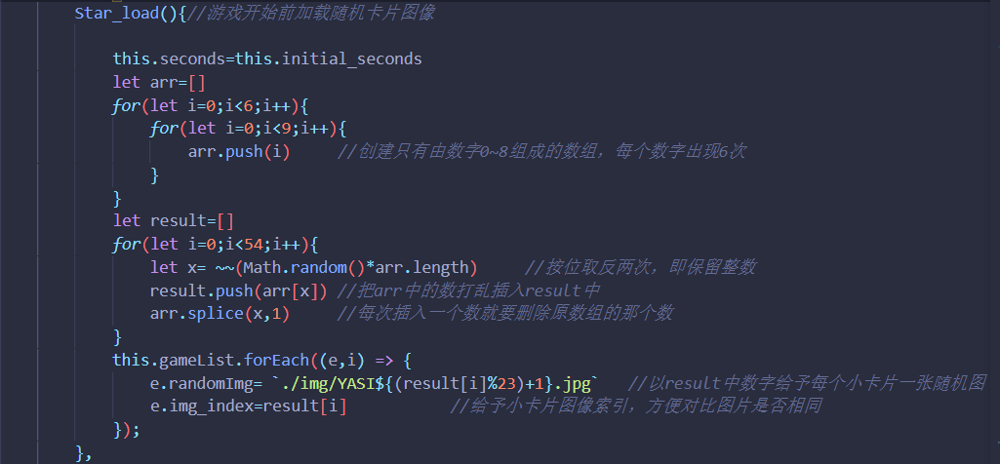 Star_load(){//游戏开始前加载随机卡片图像
this.seconds=this.initial_seconds
let arr=[]
for(let i=0;i<6;i++){
for(let i=0;i<9;i++){
arr.push(i) //创建只有由数字0~8组成的数组，每个数字出现6次
}
}
let result=[]
for(let i=0;i<54;i++){
let x= ~~(Math.random()*arr.length) //按位取反两次，即保留整数
result.push(arr[x]) //把arr中的数打乱插入result中
arr.splice(x,1) //每次插入一个数就要删除原数组的那个数
}
this.gameList.forEach((e,i) => {
e.randomImg= `./img/YASI${(result[i]%23)+1}.jpg` //以result中数字给予每个小卡片一张随机图
e.img_index=result[i] //给予小卡片图像索引，方便对比图片是否相同
});
},